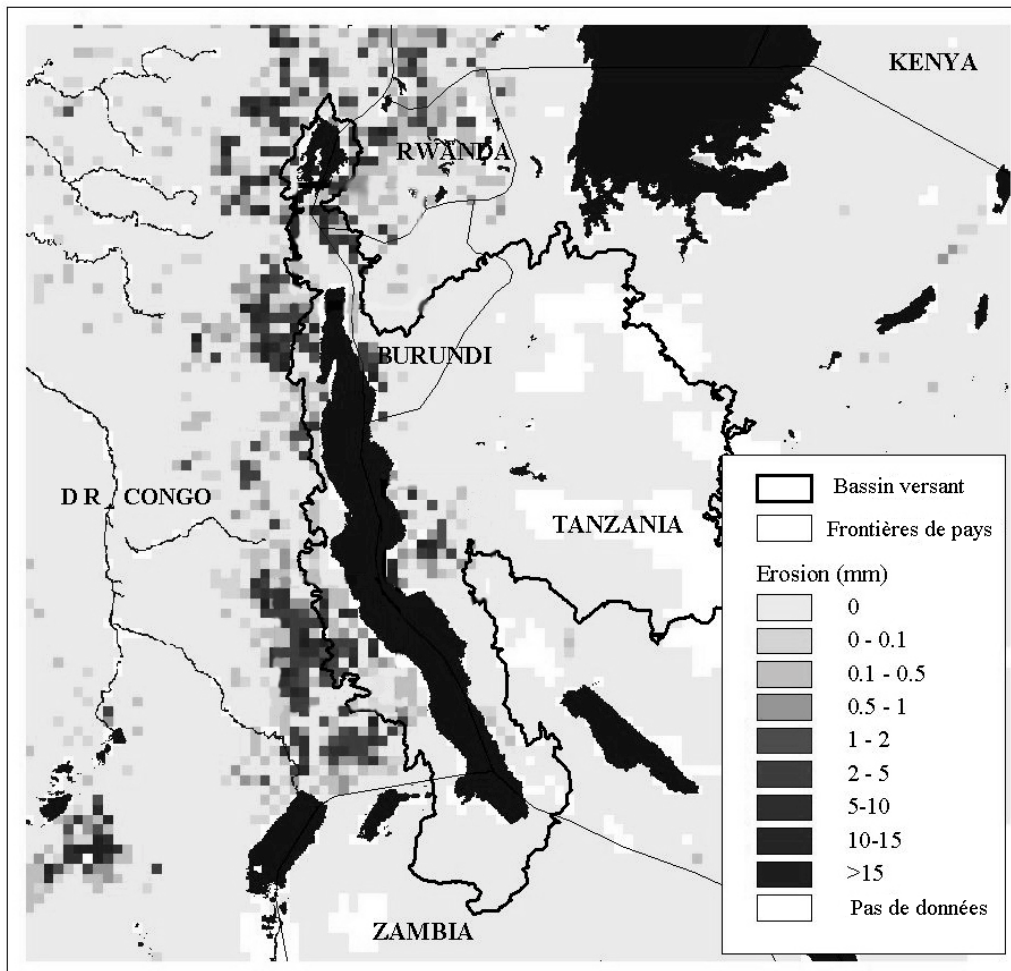 KENYA
RWANDA
BURUNDI
D R CONGO
TANZANIA
ZAMBIA
Bassin versant
Frontières de pays
Erosion (mm)
0
0 - 0.1
0.1 - 0.5
0.5 - 1
1 - 2
2 - 5
5-10
10-15
>15
Pas de données